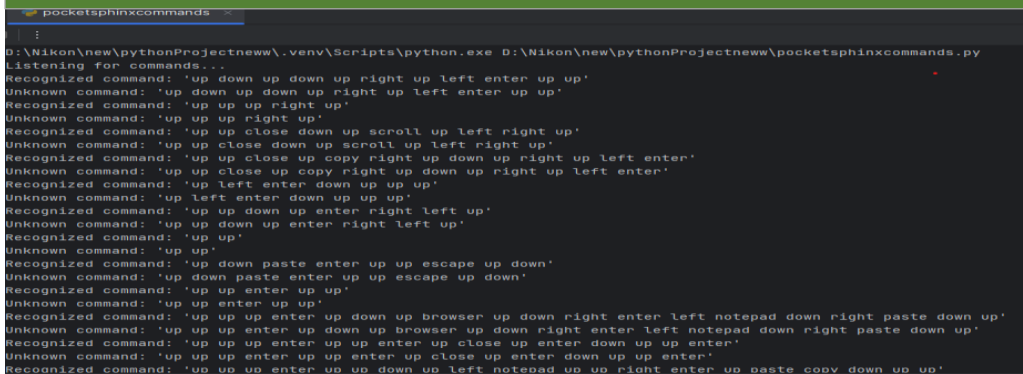 pocketsphinxcommands ×
D:\Nikon\new\pythonProjectneww\.venv\Scripts\python.exe D:\Nikon\new\pythonProjectneww\pocketsphinxcommands.py
Listening for commands...
Recognized command: 'up down up down up right up left enter up up'
Unknown command: 'up down up down up right up left enter up up'
Recognized command: 'up up up right up'
Unknown command: 'up up up right up'
Recognized command: 'up up close down up scroll up left right up'
Unknown command: 'up up close down up scroll up left right up'
Recognized command: 'up up close up copy right up down up right up left enter'
Unknown command: 'up up close up copy right up down up right up left enter'
Recognized command: 'up left enter down up up up'
Unknown command: 'up left enter down up up up'
Recognized command: 'up up down up enter right left up'
Unknown command: 'up up down up enter right left up'
Recognized command: 'up up'
Unknown command: 'up up'
Recognized command: 'up down paste enter up up escape up down'
Unknown command: 'up down paste enter up up escape up down'
Recognized command: 'up up enter up up'
Unknown command: 'up up enter up up'
Recognized command: 'up up up enter up down up browser up down right enter left notepad down right paste down up'
Unknown command: 'up up up enter up down up browser up down right enter left notepad down right paste down up'
Recognized command: 'up up up enter up up enter up close up enter down up up enter'
Unknown command: 'up up up enter up up enter up close up enter down up up enter'
Recognized command: 'up up up enter up up down up left notepad up up right enter up paste copy down up up'